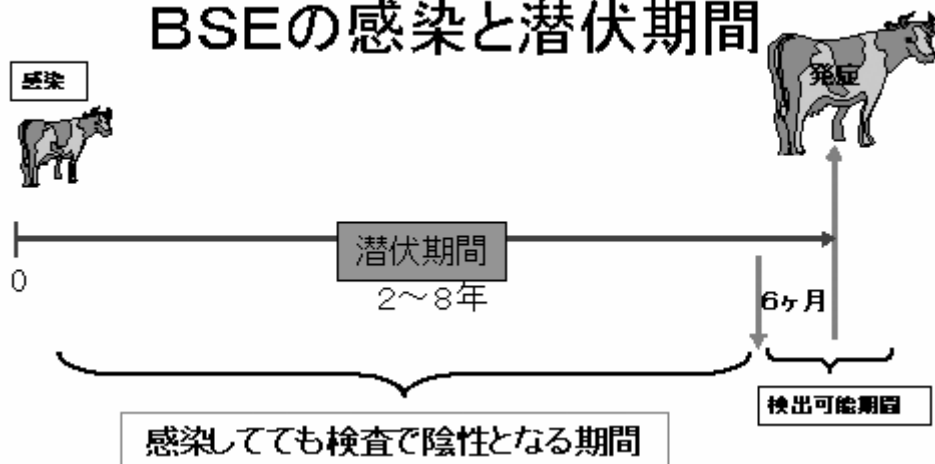 BSEの感染と潜伏期間
感染
発症
潜伏期間
0
2～8年
6ヶ月
検出可能期間
感染してても検査で陰性となる期間